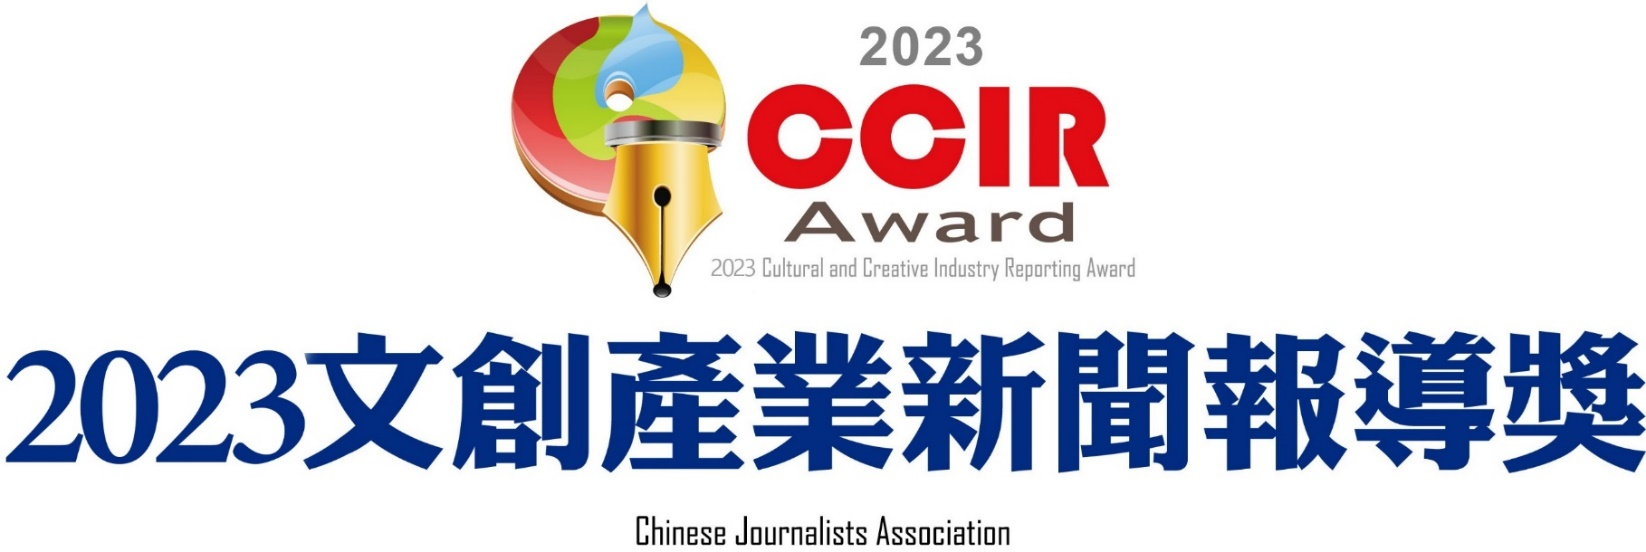 2023
CCIR
Award
2023 Cultural and Creative Industry Reporting Award
2023文創產業新聞報導獎
Chinese Journalists Association